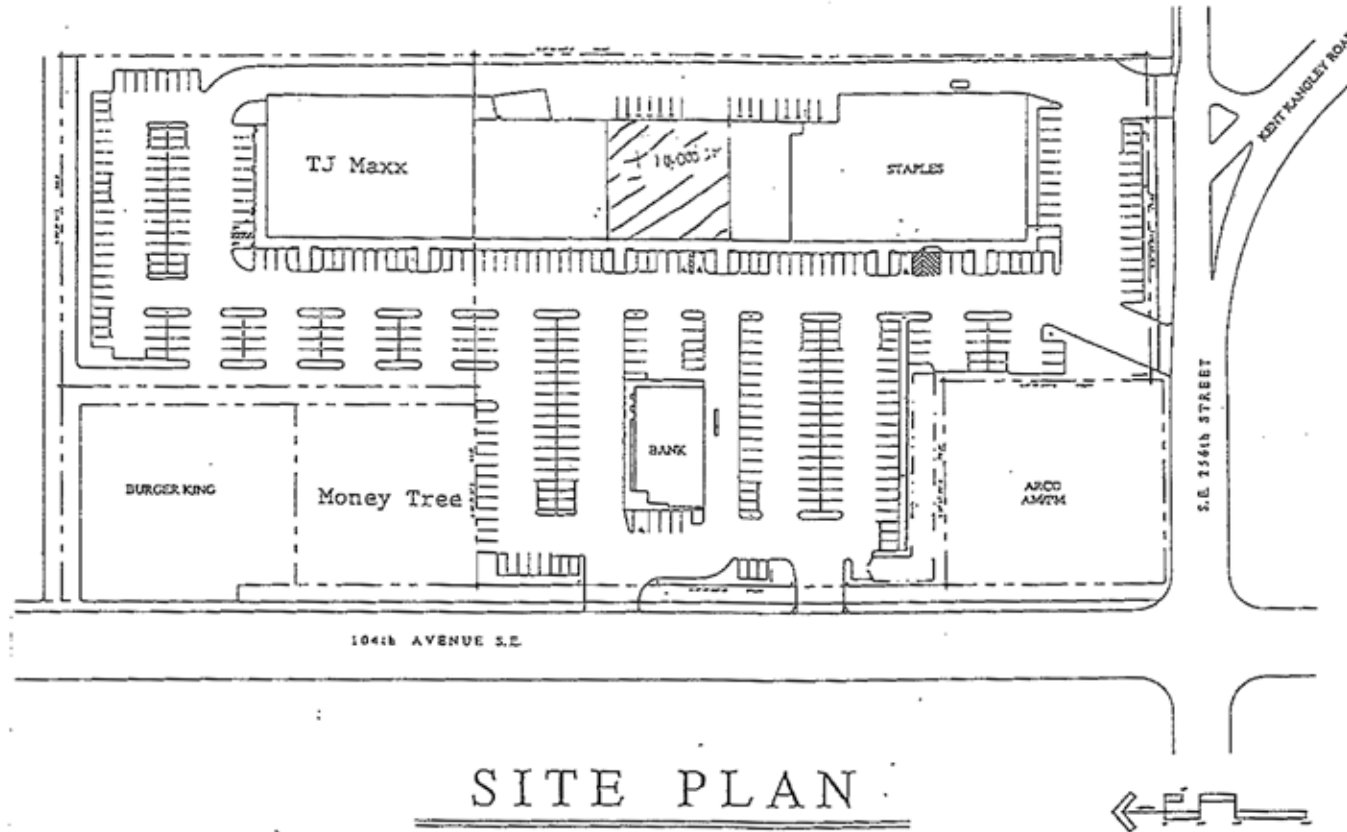 KENT KANGLEY ROAD
TJ Maxx
10,000 SF
STAPLES
S.E. 256th STREET
BURGER KING
Money Tree
BANK
ARCO
AM/PM
104th AVENUE S.E.
SITE PLAN